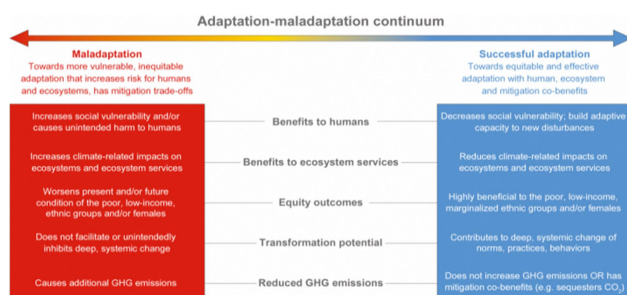 Adaptation-maladaptation continuum
Maladaptation
Towards more vulnerable, inequitable
adaptation that increases risk for humans
and ecosystems, has mitigation trade-offs
Successful adaptation
Towards equitable and effective
adaptation with human, ecosystem
and mitigation co-benefits
Increases social vulnerability and/or
causes unintended harm to humans
Benefits to humans
Decreases social vulnerability; build adaptive
capacity to new disturbances
Increases climate-related impacts on
ecosystems and ecosystem services
Benefits to ecosystem services
Reduces climate-related impacts on
ecosystems and ecosystem services
Worsens present and/or future
condition of the poor, low-income,
ethnic groups and/or females
Equity outcomes
Highly beneficial to the poor, low-income,
marginalized ethnic groups and/or females
Does not facilitate or unintendedly
inhibits deep, systemic change
Transformation potential
Contributes to deep, systemic change of
norms, practices, behaviors
Causes additional GHG emissions
Reduced GHG emissions
Does not increase GHG emissions OR has
mitigation co-benefits (e.g. sequesters CO₂)